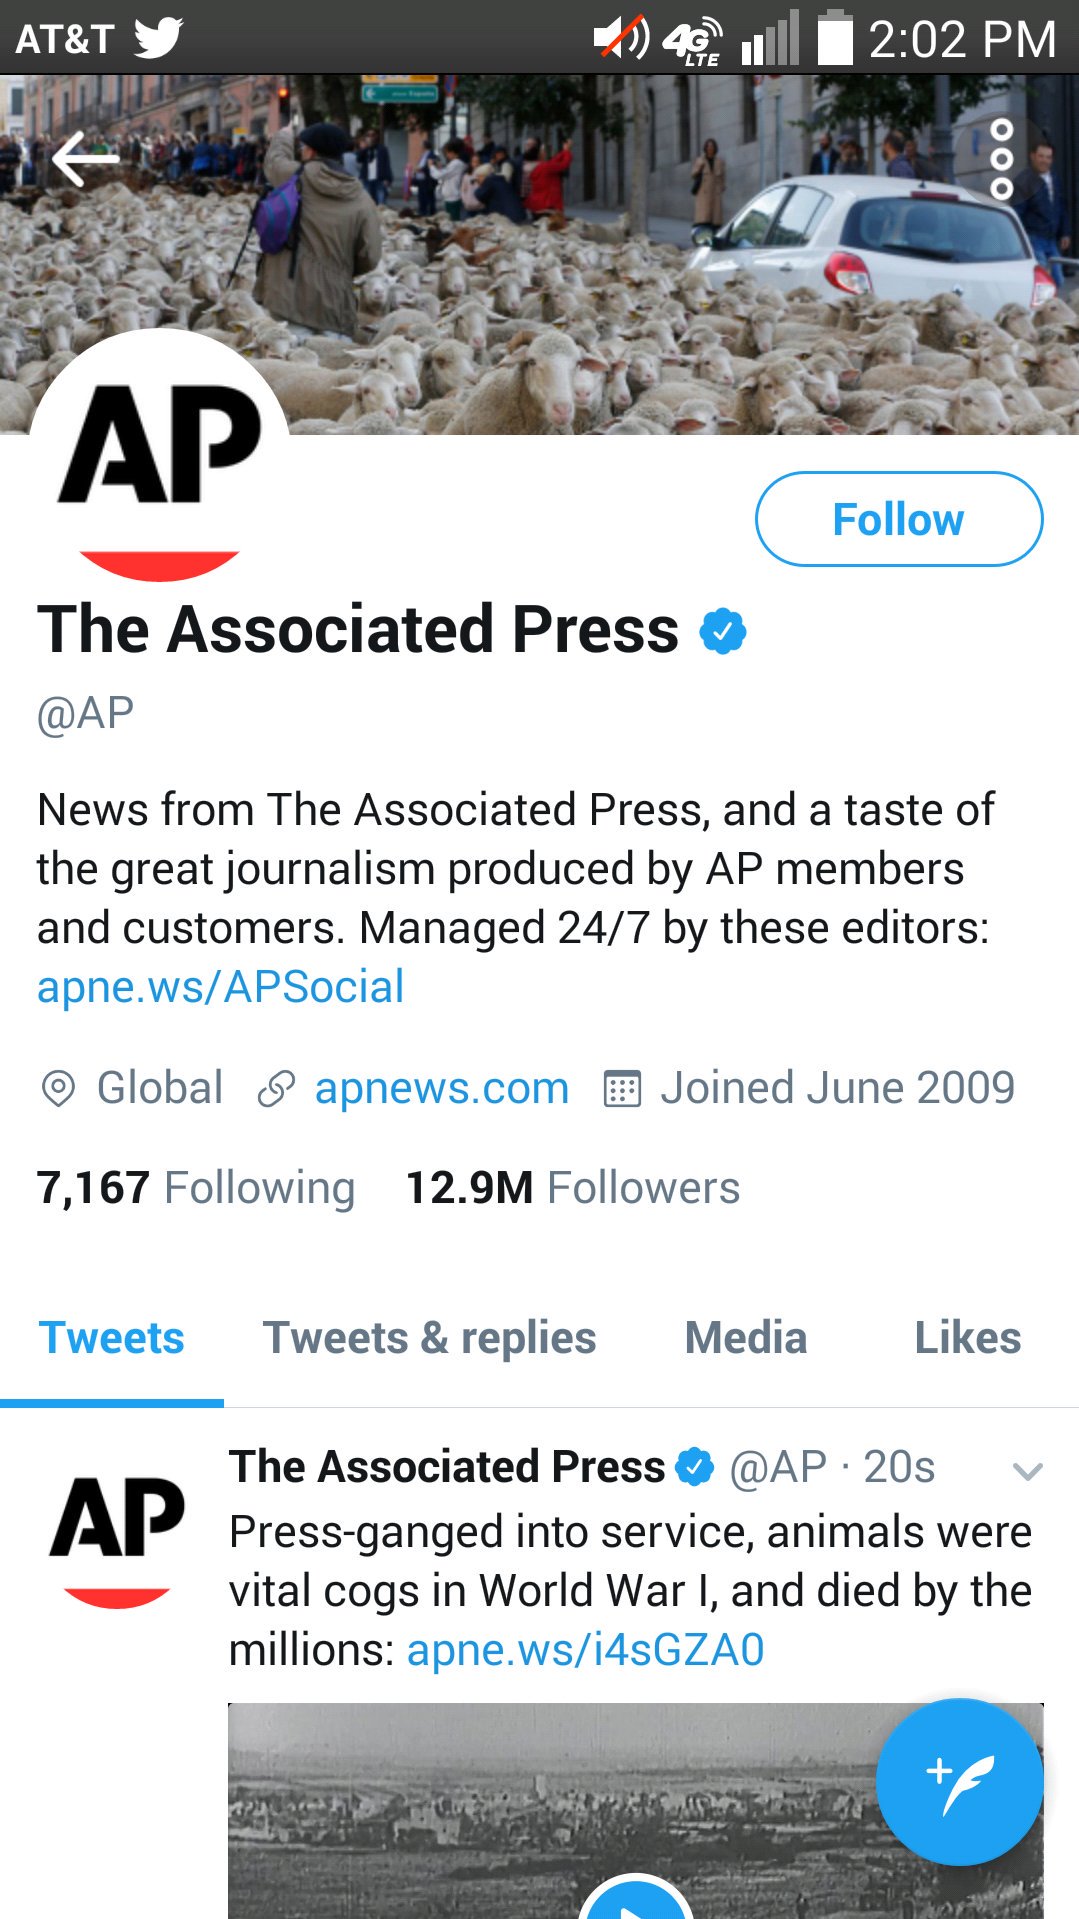 AT&T 4G LTE 2:02 PM
AP
Follow
The Associated Press
@AP
News from The Associated Press, and a taste of
the great journalism produced by AP members
and customers. Managed 24/7 by these editors:
apne.ws/APSocial
Global apnews.com Joined June 2009
7,167 Following 12.9M Followers
Tweets Tweets & replies Media Likes
AP
The Associated Press @AP · 20s
Press-ganged into service, animals were
vital cogs in World War I, and died by the
millions: apne.ws/i4sGZA0